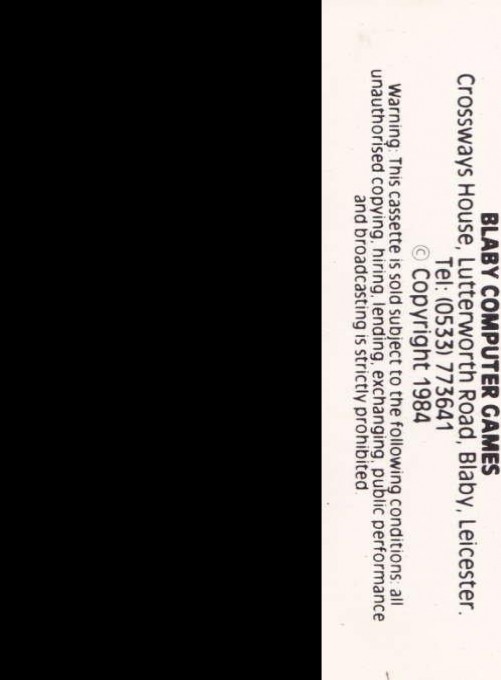 BLABY COMPUTER GAMES
Crossways House, Lutterworth Road, Blaby, Leicester.
Tel: (0533) 773641
© Copyright 1984
Warning: This cassette is sold subject to the following conditions: all
unauthorised copying, hiring, lending, exchanging, public performance
and broadcasting is strictly prohibited.